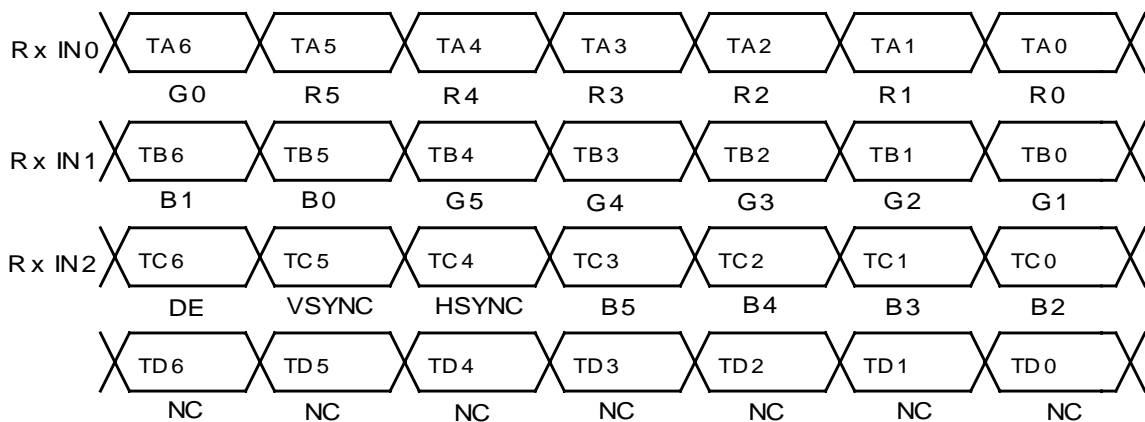 Rx IN0 TA6 TA5 TA4 TA3 TA2 TA1 TA0
G0 R5 R4 R3 R2 R1 R0
Rx IN1 TB6 TB5 TB4 TB3 TB2 TB1 TB0
B1 B0 G5 G4 G3 G2 G1
Rx IN2 TC6 TC5 TC4 TC3 TC2 TC1 TC0
DE VSYNC HSYNC B5 B4 B3 B2
TD6 TD5 TD4 TD3 TD2 TD1 TD0
NC NC NC NC NC NC NC